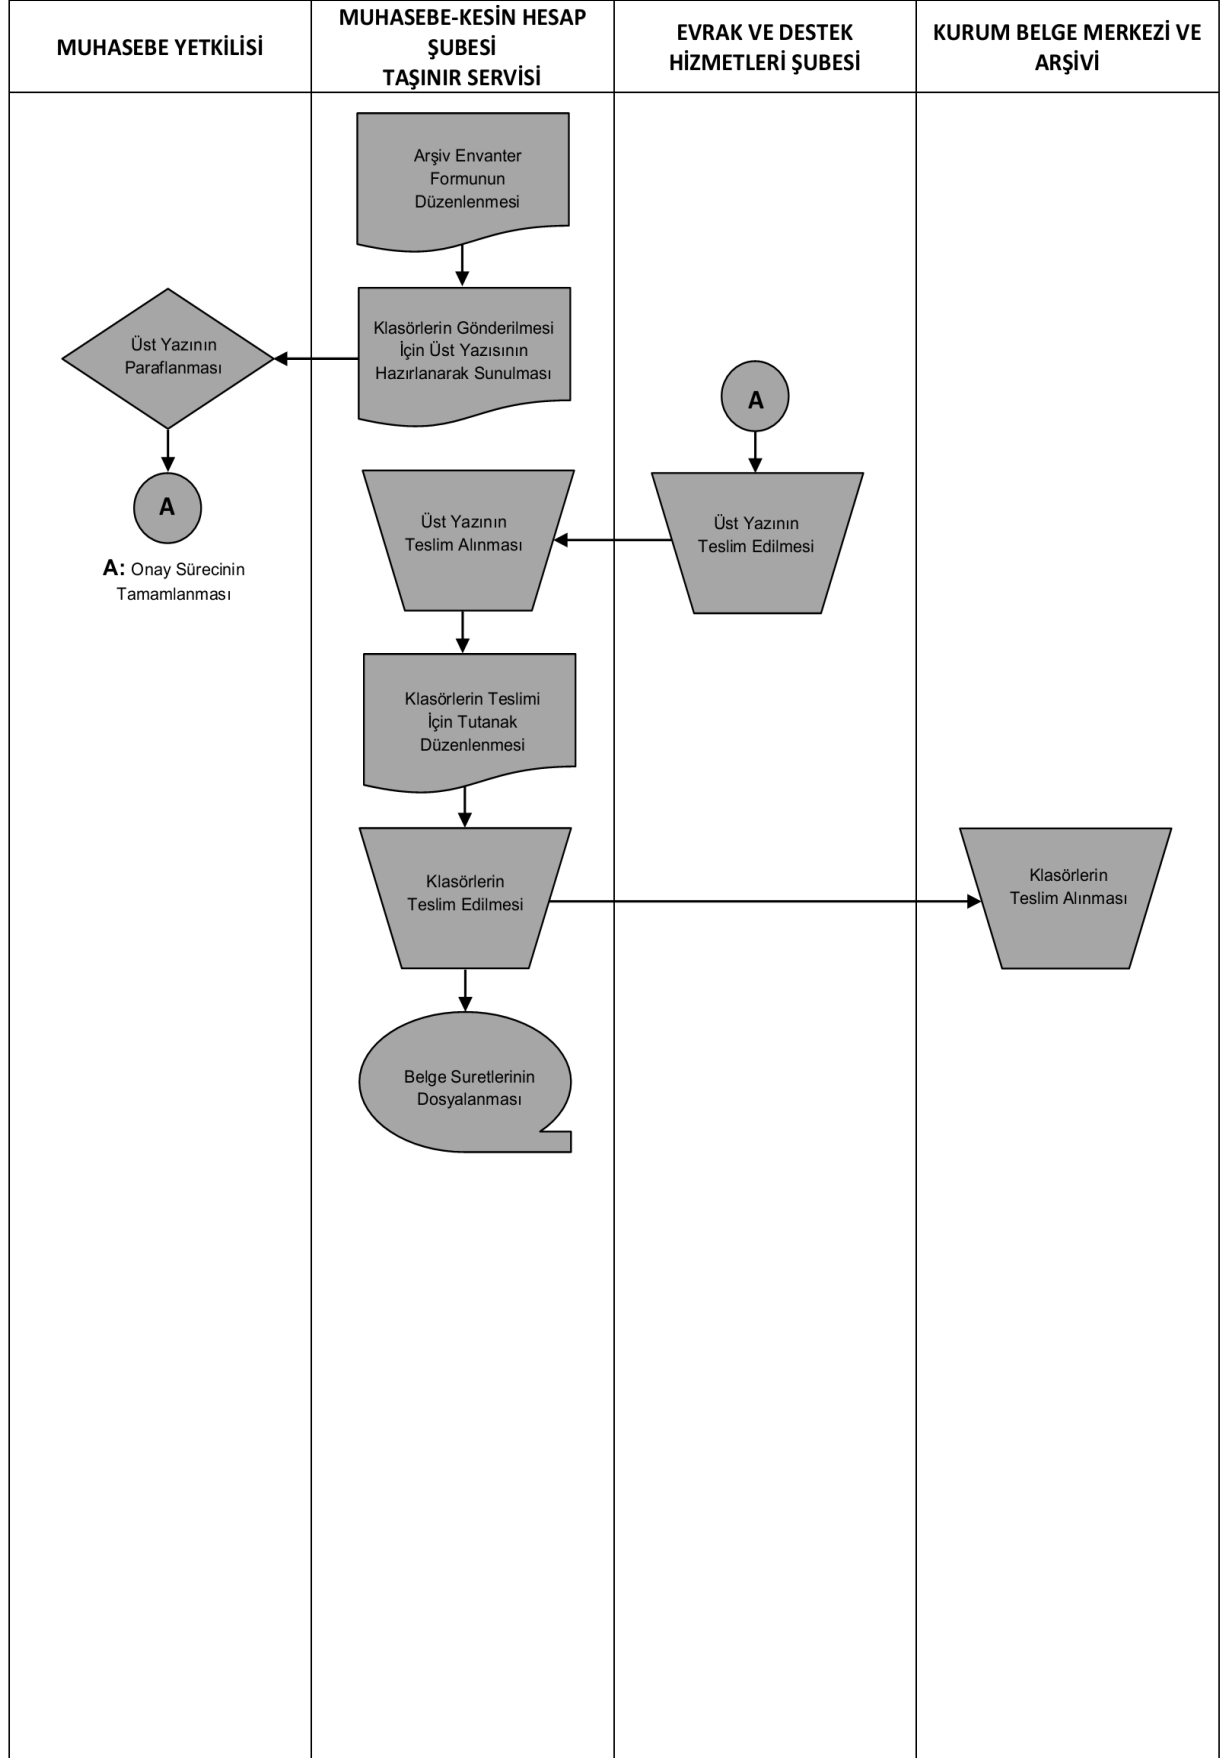 MUHASEBE YETKİLİSİ
MUHASEBE-KESİN HESAP
ŞUBESİ
TAŞINIR SERVİSİ
EVRAK VE DESTEK
HİZMETLERİ ŞUBESİ
KURUM BELGE MERKEZİ VE
ARŞİVİ
Arşiv Envanter
Formunun
Düzenlenmesi
Klasörlerin Gönderilmesi
İçin Üst Yazısının
Hazırlanarak Sunulması
Üst Yazının
Paraflanması
A
A: Onay Sürecinin
Tamamlanması
A
Üst Yazının
Teslim Edilmesi
Üst Yazının
Teslim Alınması
Klasörlerin Teslimi
İçin Tutanak
Düzenlenmesi
Klasörlerin
Teslim Edilmesi
Klasörlerin
Teslim Alınması
Belge Suretlerinin
Dosyalanması